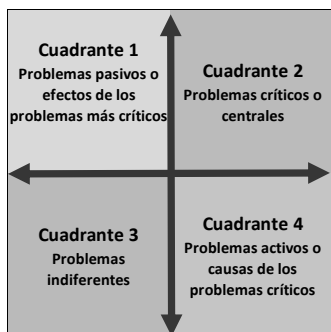 Cuadrante 1
Problemas pasivos o
efectos de los
problemas más críticos
Cuadrante 2
Problemas críticos o
centrales
Cuadrante 3
Problemas
indiferentes
Cuadrante 4
Problemas activos o
causas de los
problemas críticos